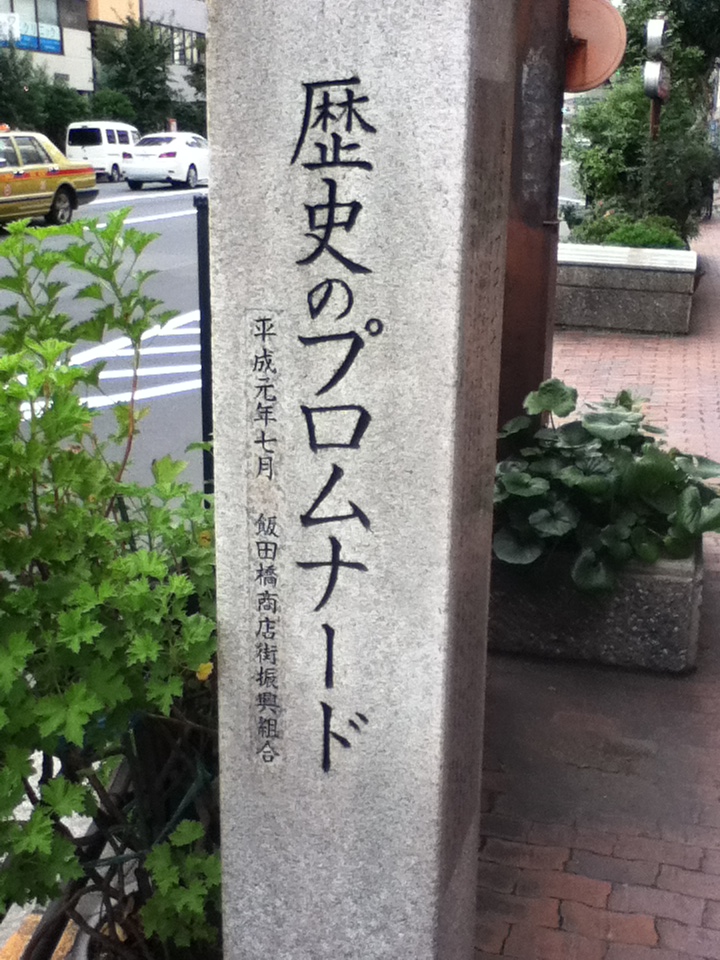 歴史のプロムナード
平成元年七月 飯田橋商店街振興組合